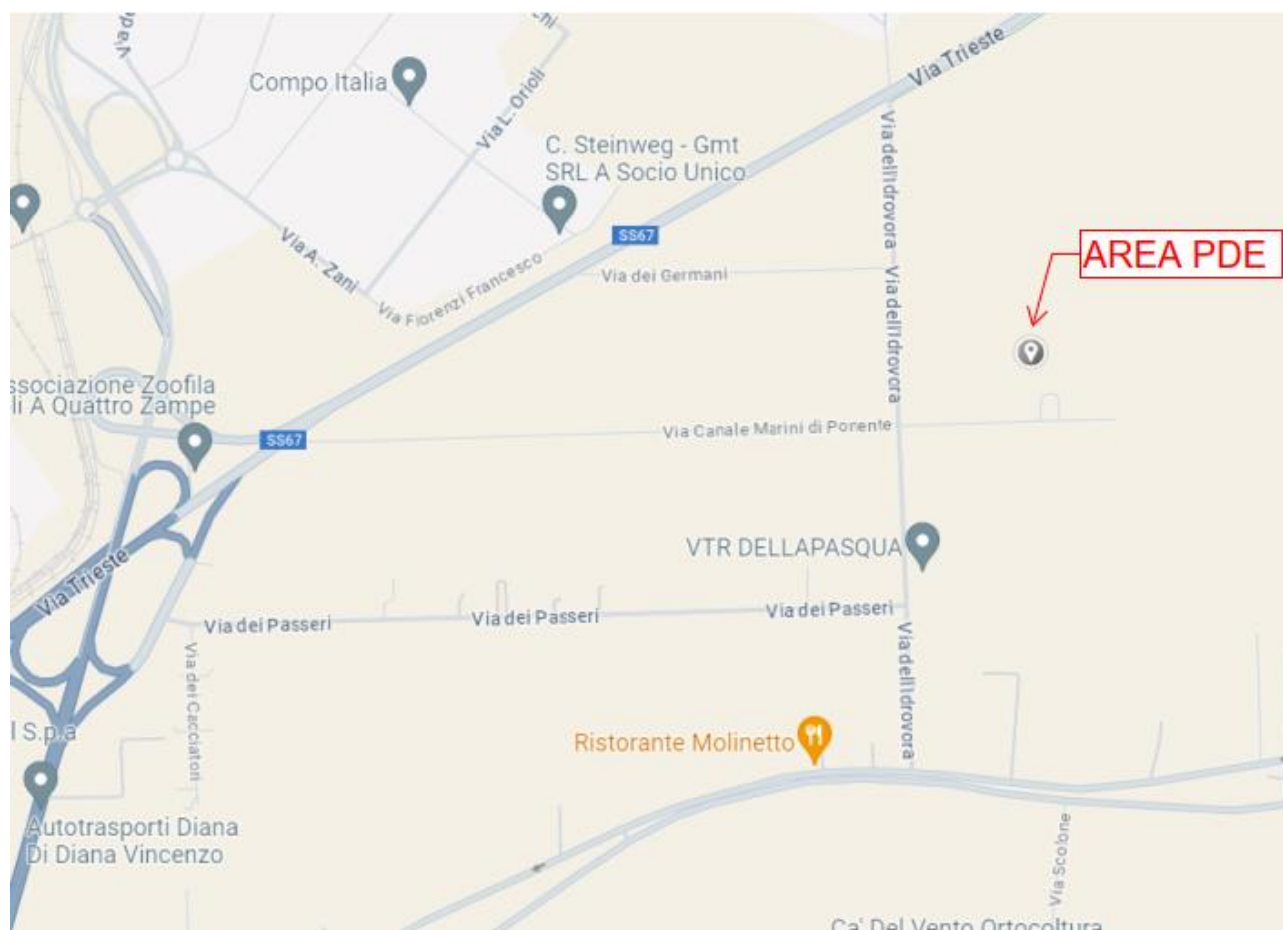 Compo Italia
Via L. Orioli
Via Trieste
C. Steinweg - Gmt
SRL A Socio Unico
Via dell'Idrovora
SS67
AREA PDE
Via A. Zani
Via Fiorenzi Francesco
Via dei Germani
Via dell'Idrovora
ssociazione Zoofila
li A Quattro Zampe
SS67
Via Canale Marini di Ponente
VTR DELLAPASQUA
Via Trieste
Via dei Passeri
Via dei Passeri
Via dei Passeri
Via dei Cacciatori
Via dell'Idrovora
l S.p.a
Ristorante Molinetto
Autotrasporti Diana
Di Diana Vincenzo
Via Scolone
Ca' Del Vento Ortocoltura